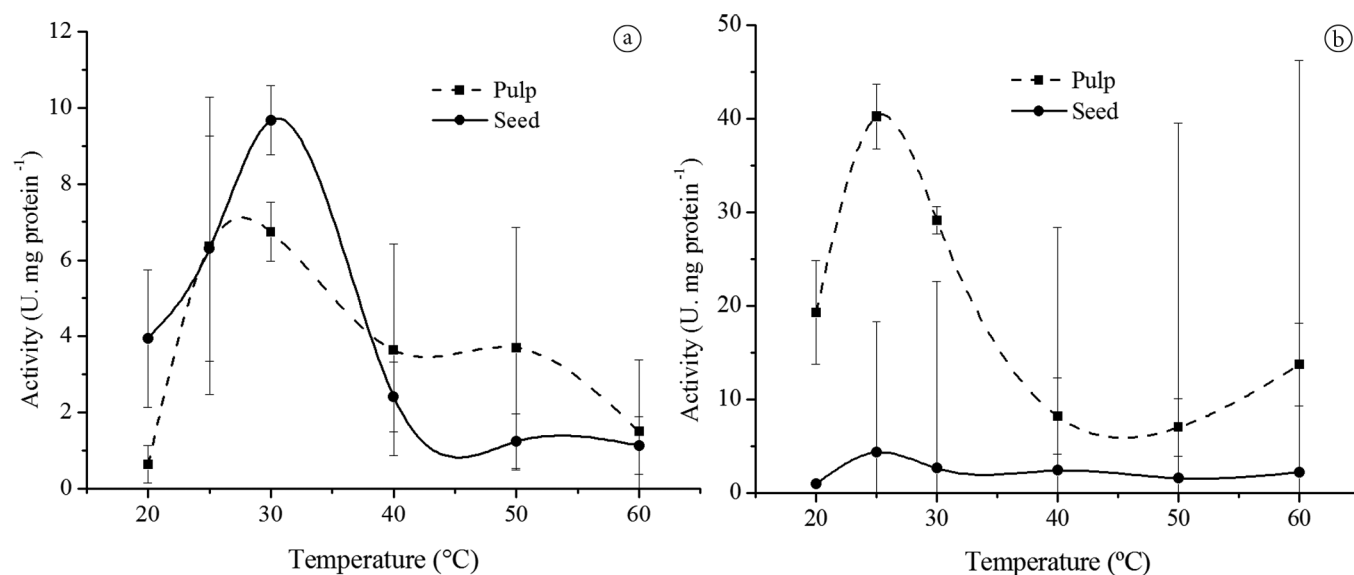 12
10
8
6
4
2
0
20
30
40
50
60
Activity (U. mg protein⁻¹)
Temperature (°C)
Pulp
Seed
a
50
40
30
20
10
0
20
30
40
50
60
Activity (U. mg protein⁻¹)
Temperature (ºC)
Pulp
Seed
b